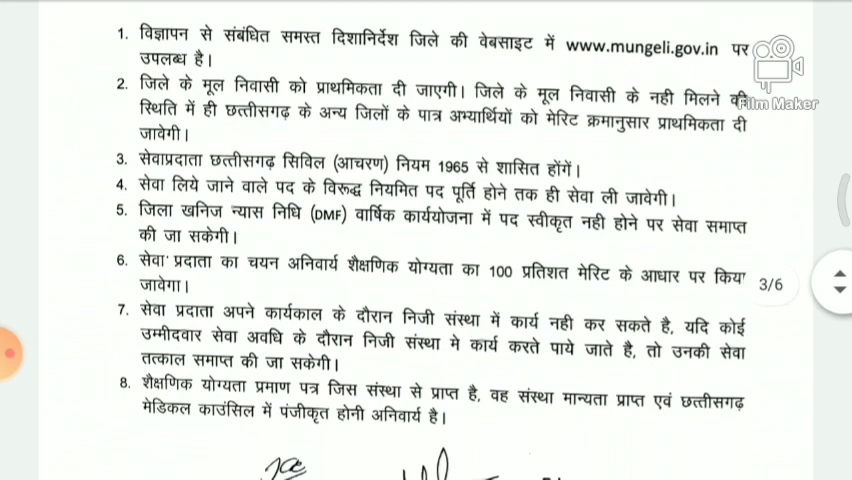 1. विज्ञापन से संबंधित समस्त दिशानिर्देश जिले की वेबसाइट में www.mungeli.gov.in पर
उपलब्ध है।
2. जिले के मूल निवासी को प्राथमिकता दी जाएगी। जिले के मूल निवासी के नही मिलने की
स्थिति में ही छत्तीसगढ़ के अन्य जिलों के पात्र अभ्यार्थियों को मेरिट क्रमानुसार प्राथमिकता दी
जावेगी।
3. सेवाप्रदाता छत्तीसगढ़ सिविल (आचरण) नियम 1965 से शासित होंगें।
4. सेवा लिये जाने वाले पद के विरूद्ध नियमित पद पूर्ति होने तक ही सेवा ली जावेगी।
5. जिला खनिज न्यास निधि (DMF) वार्षिक कार्ययोजना में पद स्वीकृत नही होने पर सेवा समाप्त
की जा सकेगी।
6. सेवा प्रदाता का चयन अनिवार्य शैक्षणिक योग्यता का 100 प्रतिशत मेरिट के आधार पर किया
जावेगा।
7. सेवा प्रदाता अपने कार्यकाल के दौरान निजी संस्था में कार्य नही कर सकते है, यदि कोई
उम्मीदवार सेवा अवधि के दौरान निजी संस्था मे कार्य करते पाये जाते है, तो उनकी सेवा
तत्काल समाप्त की जा सकेगी।
8. शैक्षणिक योग्यता प्रमाण पत्र जिस संस्था से प्राप्त है, वह संस्था मान्यता प्राप्त एवं छत्तीसगढ़
मेडिकल काउंसिल में पंजीकृत होनी अनिवार्य है।
Film Maker
3/6